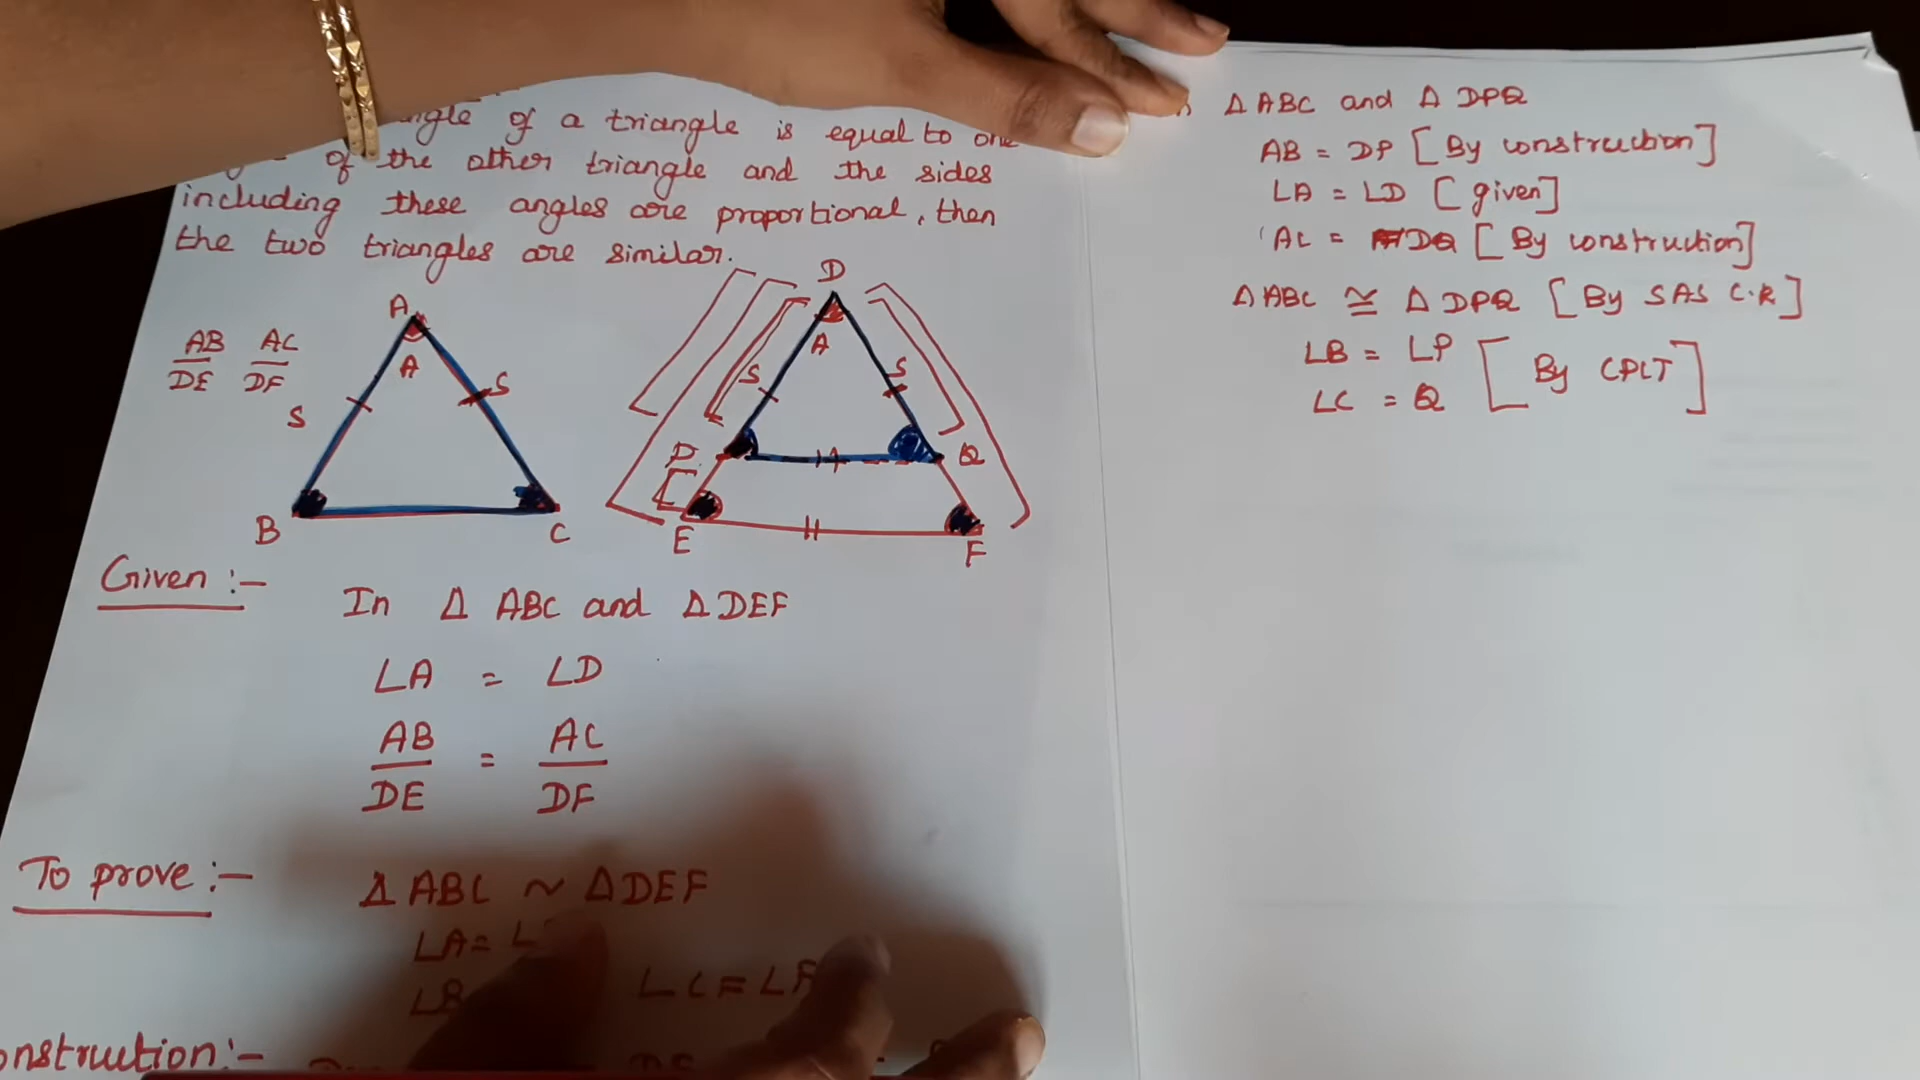 of a triangle is equal to one
of the other triangle and the sides
including these angles are proportional, then
the two triangles are similar.
AB/DE AC/DF
A
A
S
S
B
C
D
A
S
S
P
Q
E
F
Given :-
In Δ ABC and Δ DEF
∠A = ∠D
AB/DE = AC/DF
To prove :-
Δ ABC ~ Δ DEF
∠A =
∠B
∠C = ∠F
onstruction:-
Δ ABC and Δ DPQ
AB = DP [By construction]
∠A = ∠D [given]
AC = DQ [By construction]
Δ ABC ≅ Δ DPQ [By SAS C.R]
∠B = ∠P
∠C = Q
[By CPCT]